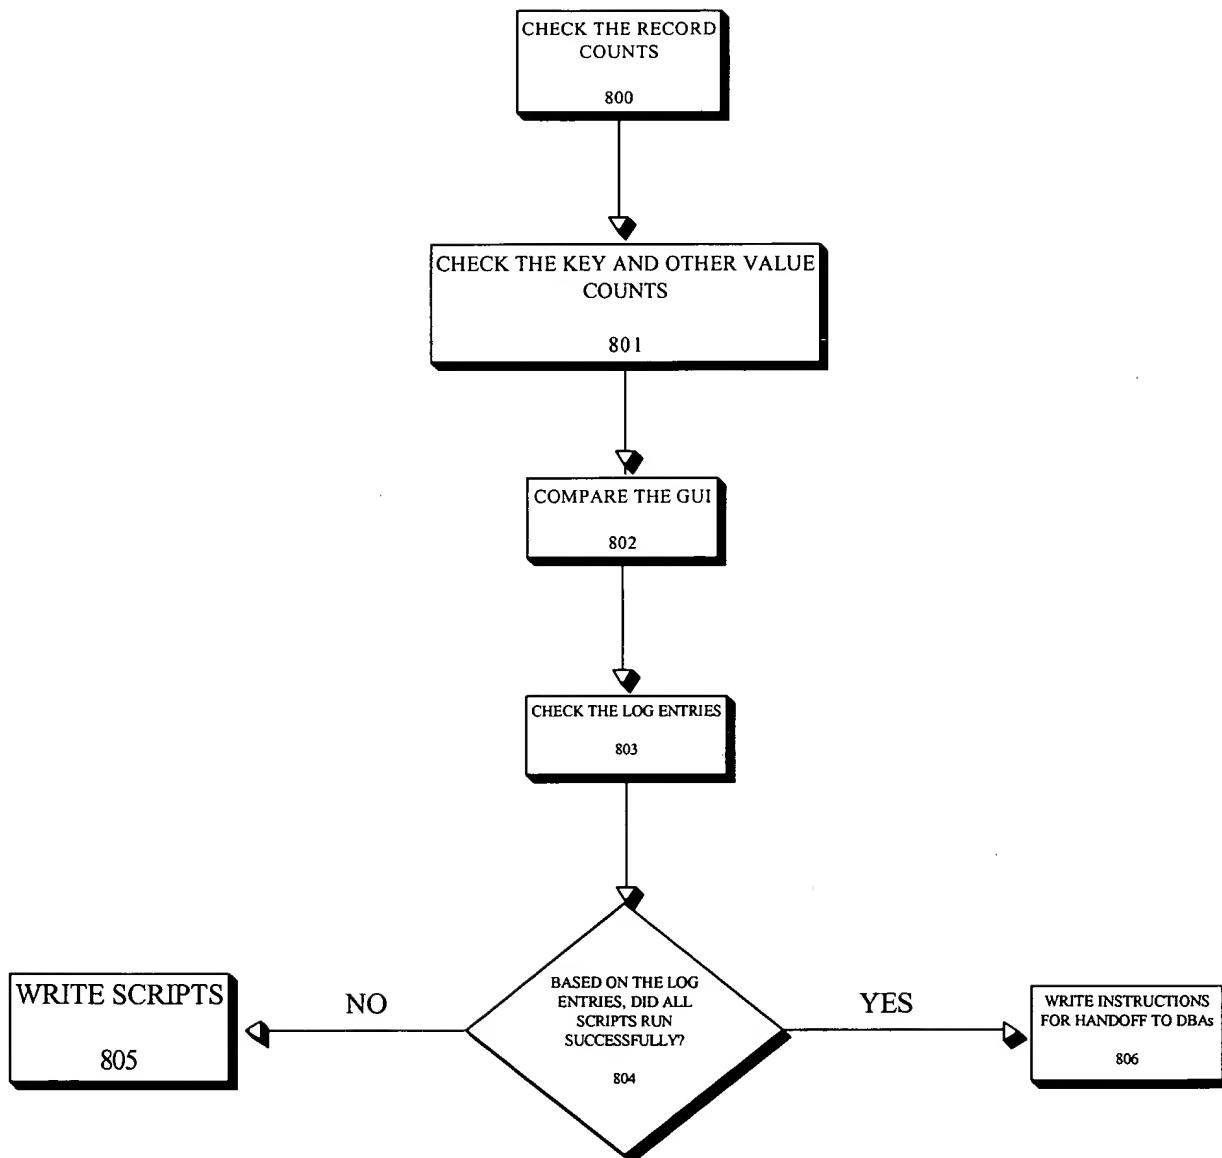 CHECK THE RECORD
COUNTS
800
CHECK THE KEY AND OTHER VALUE
COUNTS
801
COMPARE THE GUI
802
CHECK THE LOG ENTRIES
803
BASED ON THE LOG
ENTRIES, DID ALL
SCRIPTS RUN
SUCCESSFULLY?
804
NO
YES
WRITE SCRIPTS
805
WRITE INSTRUCTIONS
FOR HANDOFF TO DBAs
806